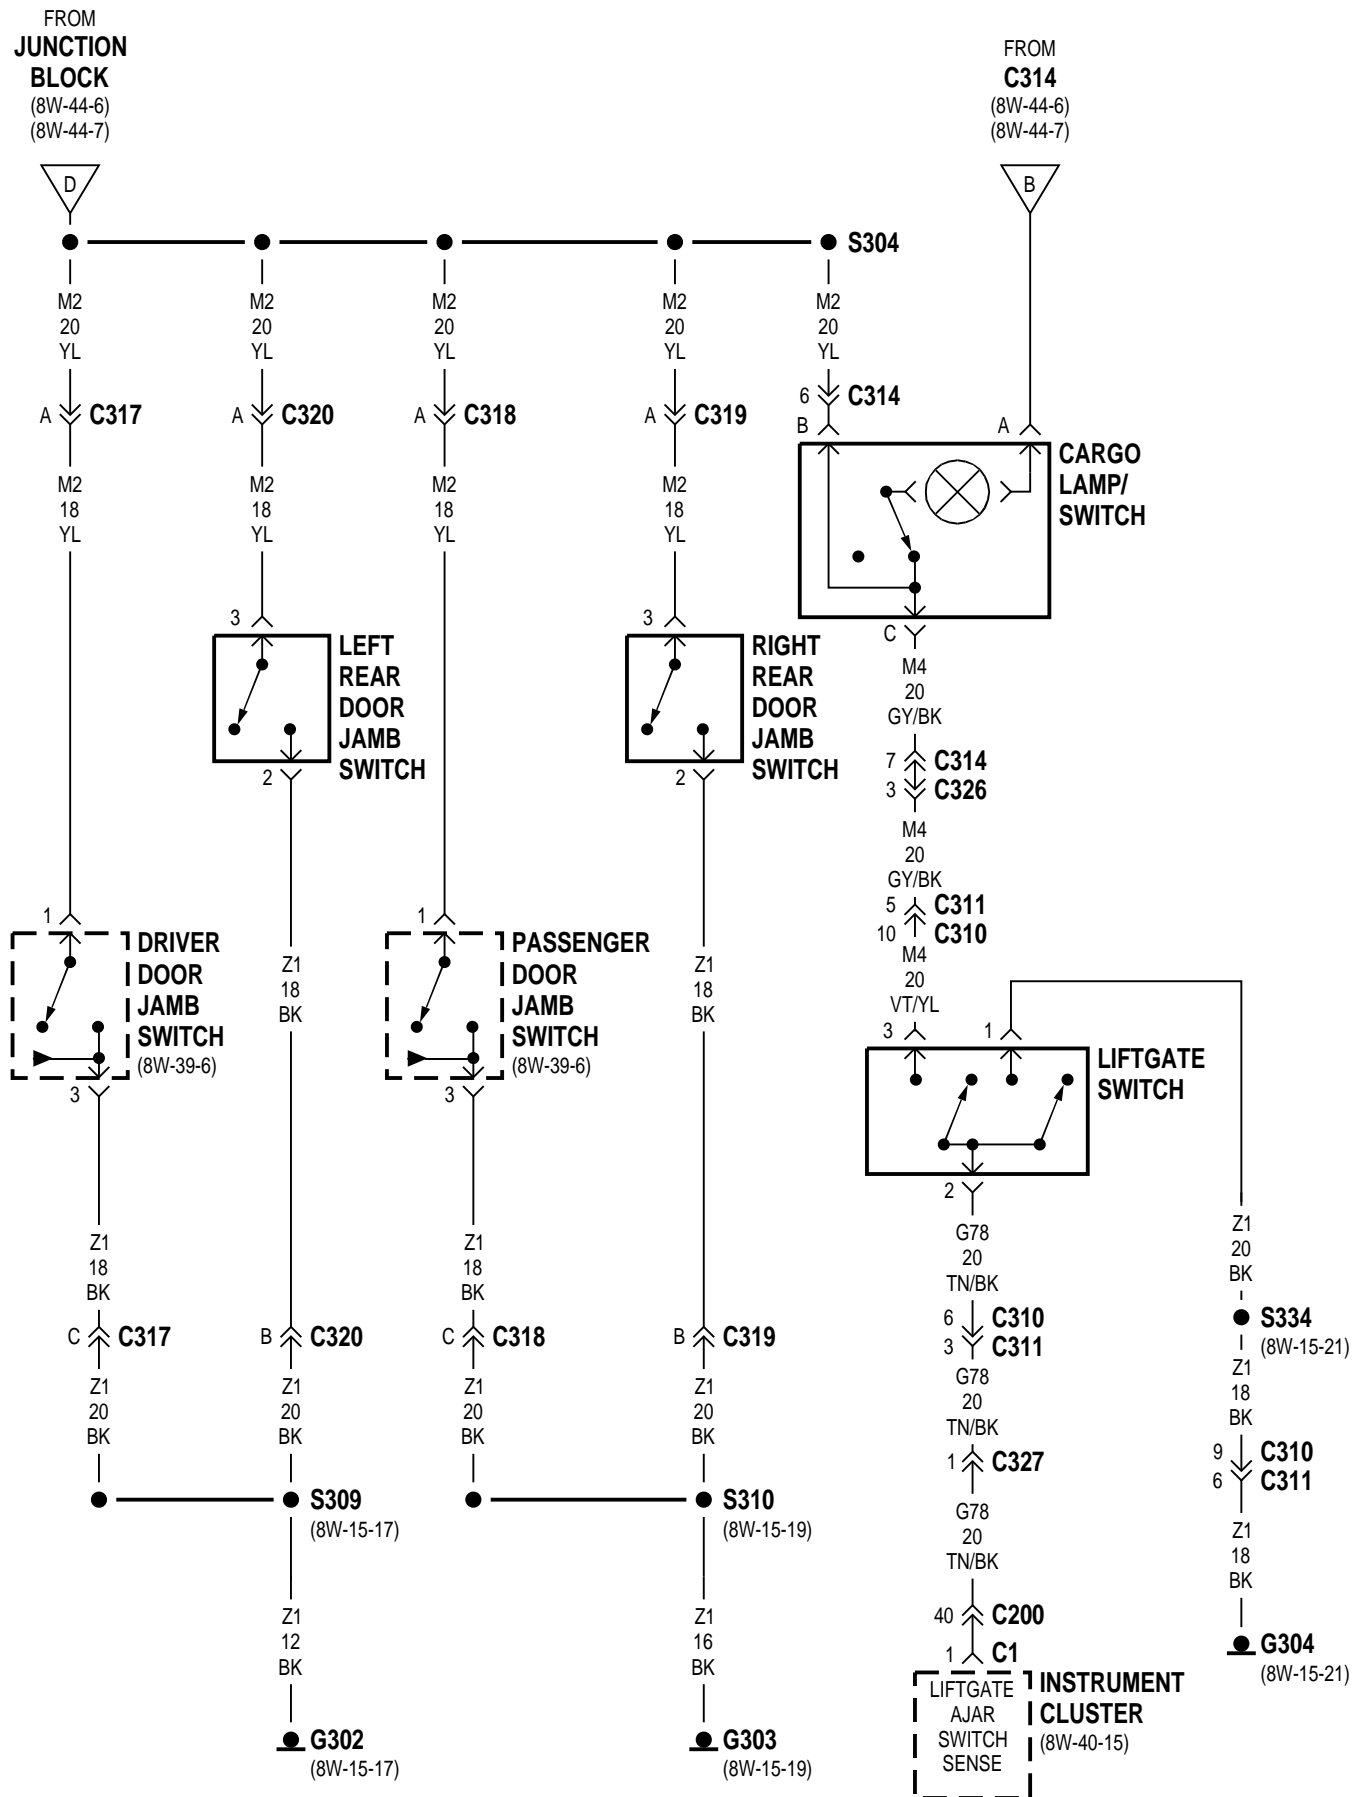 FROM
JUNCTION
BLOCK
(8W-44-6)
(8W-44-7)
D
FROM
C314
(8W-44-6)
(8W-44-7)
B
S304
M2
20
YL
M2
20
YL
M2
20
YL
M2
20
YL
M2
20
YL
A C317
A C320
A C318
A C319
6 C314
B
A
CARGO
LAMP/
SWITCH
M2
18
YL
M2
18
YL
M2
18
YL
M2
18
YL
3
LEFT
REAR
DOOR
JAMB
SWITCH
2
3
RIGHT
REAR
DOOR
JAMB
SWITCH
2
C
M4
20
GY/BK
7 C314
3 C326
M4
20
GY/BK
5 C311
10 C310
M4
20
VT/YL
1
DRIVER
DOOR
JAMB
SWITCH
(8W-39-6)
3
Z1
18
BK
1
PASSENGER
DOOR
JAMB
SWITCH
(8W-39-6)
3
Z1
18
BK
3
1
LIFTGATE
SWITCH
2
Z1
18
BK
Z1
18
BK
G78
20
TN/BK
Z1
20
BK
C C317
B C320
C C318
B C319
6 C310
3 C311
S334
(8W-15-21)
Z1
20
BK
Z1
20
BK
Z1
20
BK
Z1
20
BK
G78
20
TN/BK
Z1
18
BK
1 C327
9 C310
6 C311
S309
(8W-15-17)
S310
(8W-15-19)
G78
20
TN/BK
Z1
18
BK
Z1
12
BK
Z1
16
BK
40 C200
1 C1
G304
(8W-15-21)
LIFTGATE
AJAR
SWITCH
SENSE
INSTRUMENT
CLUSTER
(8W-40-15)
G302
(8W-15-17)
G303
(8W-15-19)